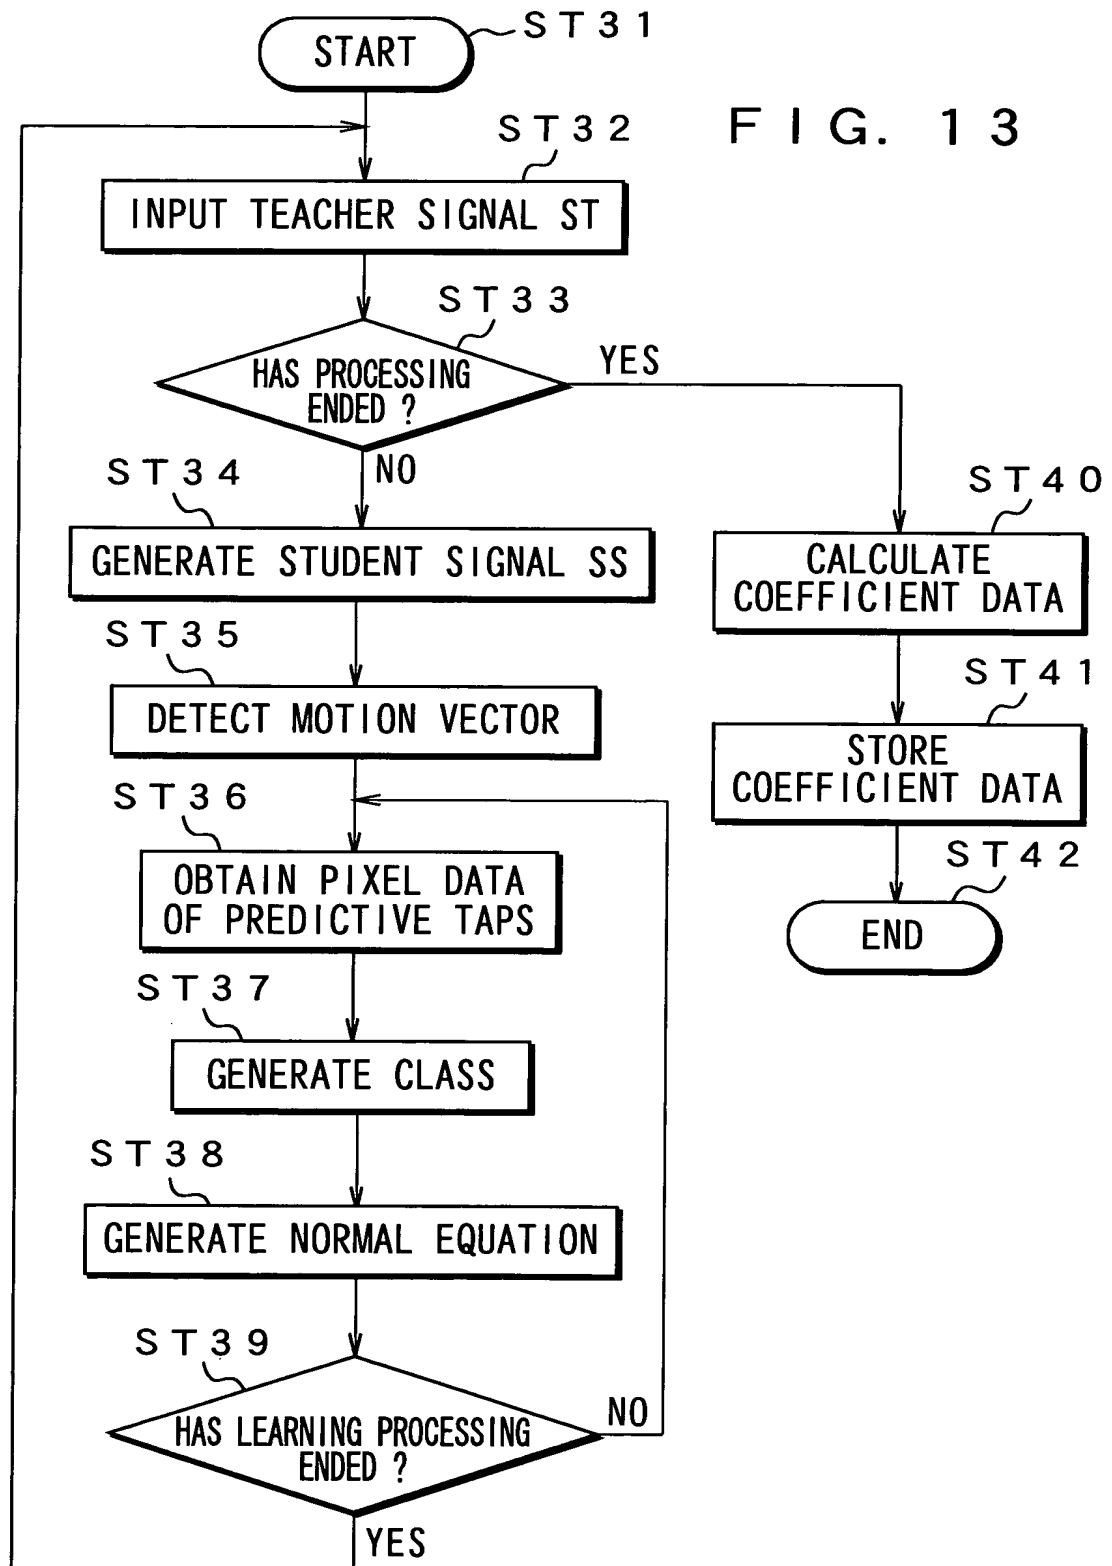 START
ST31
FIG. 13
ST32
INPUT TEACHER SIGNAL ST
ST33
HAS PROCESSING
ENDED ?
YES
NO
ST34
GENERATE STUDENT SIGNAL SS
ST35
DETECT MOTION VECTOR
ST36
OBTAIN PIXEL DATA
OF PREDICTIVE TAPS
ST37
GENERATE CLASS
ST38
GENERATE NORMAL EQUATION
ST39
HAS LEARNING PROCESSING
ENDED ?
NO
YES
ST40
CALCULATE
COEFFICIENT DATA
ST41
STORE
COEFFICIENT DATA
ST42
END